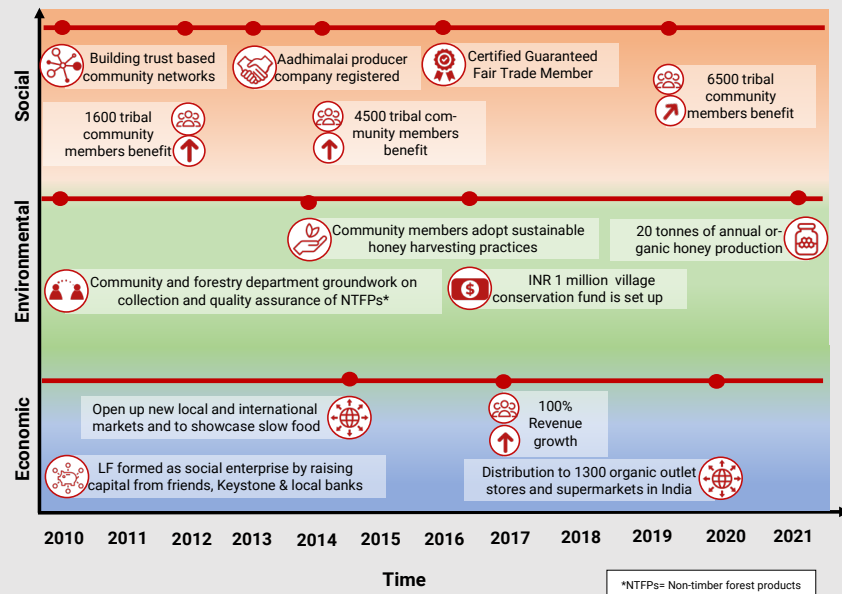 Social
Building trust based
community networks
Aadhimalai producer
company registered
Certified Guaranteed
Fair Trade Member
6500 tribal
community
members benefit
1600 tribal
community
members benefit
4500 tribal com-
munity members
benefit
Environmental
Community members adopt sustainable
honey harvesting practices
20 tonnes of annual or-
ganic honey production
Community and forestry department groundwork on
collection and quality assurance of NTFPs*
$
INR 1 million village
conservation fund is set up
Economic
Open up new local and international
markets and to showcase slow food
100%
Revenue
growth
LF formed as social enterprise by raising
capital from friends, Keystone & local banks
Distribution to 1300 organic outlet
stores and supermarkets in India
2010 2011 2012 2013 2014 2015 2016 2017 2018 2019 2020 2021
Time
*NTFPs= Non-timber forest products